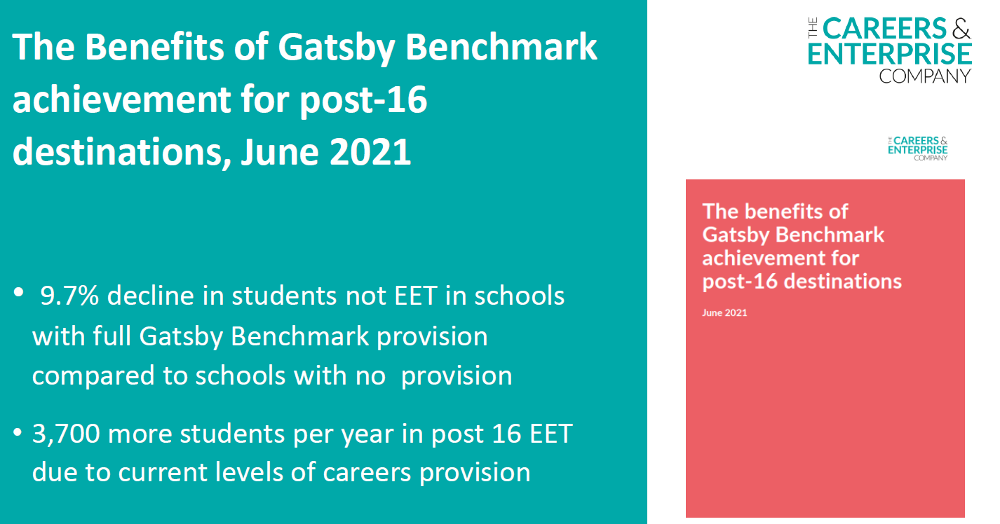 The Benefits of Gatsby Benchmark
achievement for post-16
destinations, June 2021
• 9.7% decline in students not EET in schools
with full Gatsby Benchmark provision
compared to schools with no provision
• 3,700 more students per year in post 16 EET
due to current levels of careers provision
THE CAREERS &
ENTERPRISE
COMPANY
THE CAREERS &
ENTERPRISE
COMPANY
The benefits of
Gatsby Benchmark
achievement for
post-16 destinations
June 2021